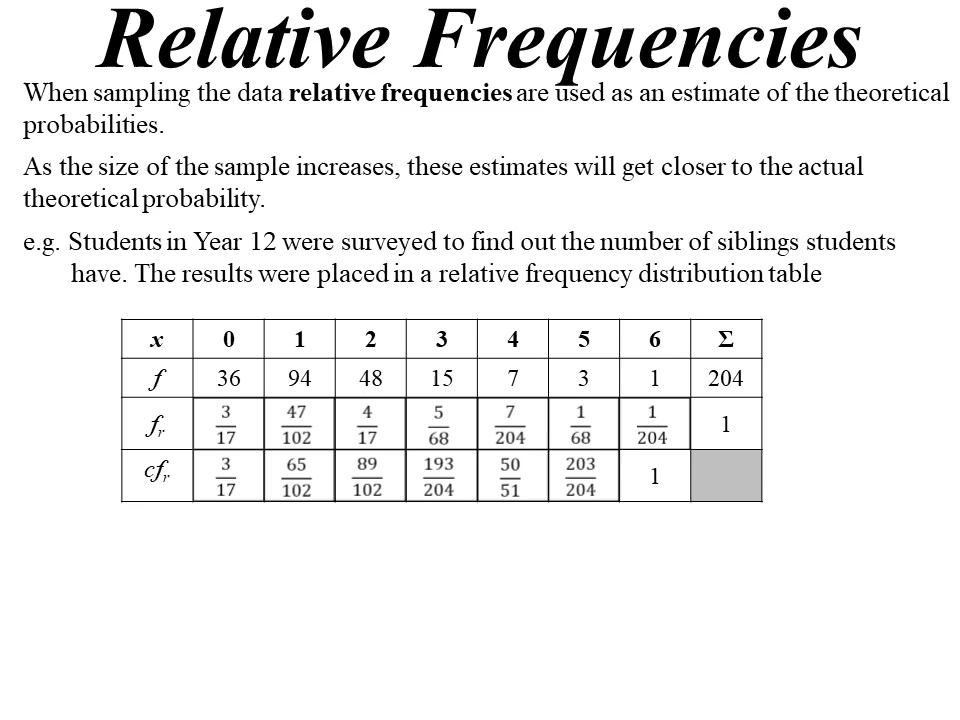 Relative Frequencies
When sampling the data relative frequencies are used as an estimate of the theoretical
probabilities.
As the size of the sample increases, these estimates will get closer to the actual
theoretical probability.
e.g. Students in Year 12 were surveyed to find out the number of siblings students
have. The results were placed in a relative frequency distribution table
x 0 1 2 3 4 5 6 Σ
f 36 94 48 15 7 3 1 204
fᵣ 3/17 47/102 4/17 5/68 7/204 1/68 1/204 1
cfᵣ 3/17 65/102 89/102 193/204 50/51 203/204 1